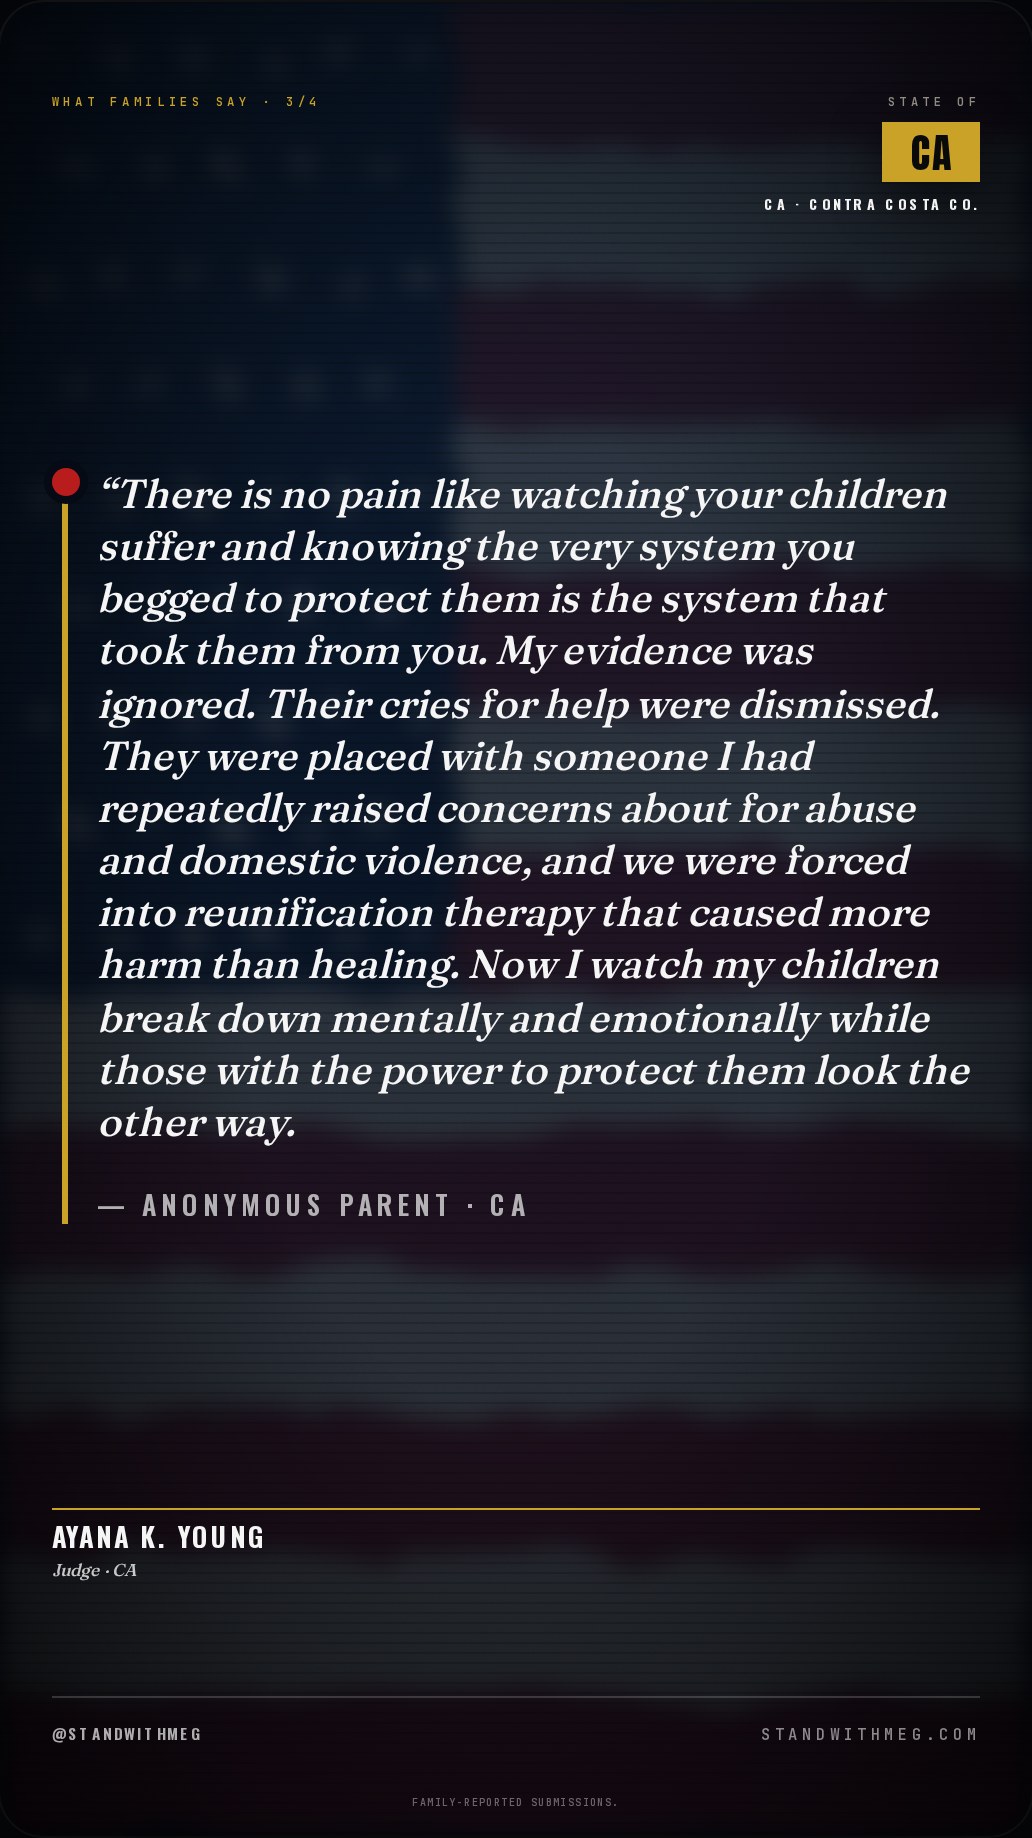 WHAT FAMILIES SAY · 3/4
STATE OF
CA
CA · CONTRA COSTA CO.
“There is no pain like watching your children
suffer and knowing the very system you
begged to protect them is the system that
took them from you. My evidence was
ignored. Their cries for help were dismissed.
They were placed with someone I had
repeatedly raised concerns about for abuse
and domestic violence, and we were forced
into reunification therapy that caused more
harm than healing. Now I watch my children
break down mentally and emotionally while
those with the power to protect them look the
other way.
— ANONYMOUS PARENT · CA
AYANA K. YOUNG
Judge · CA
@STANDWITHMEG
STANDWITHMEG.COM
FAMILY-REPORTED SUBMISSIONS.